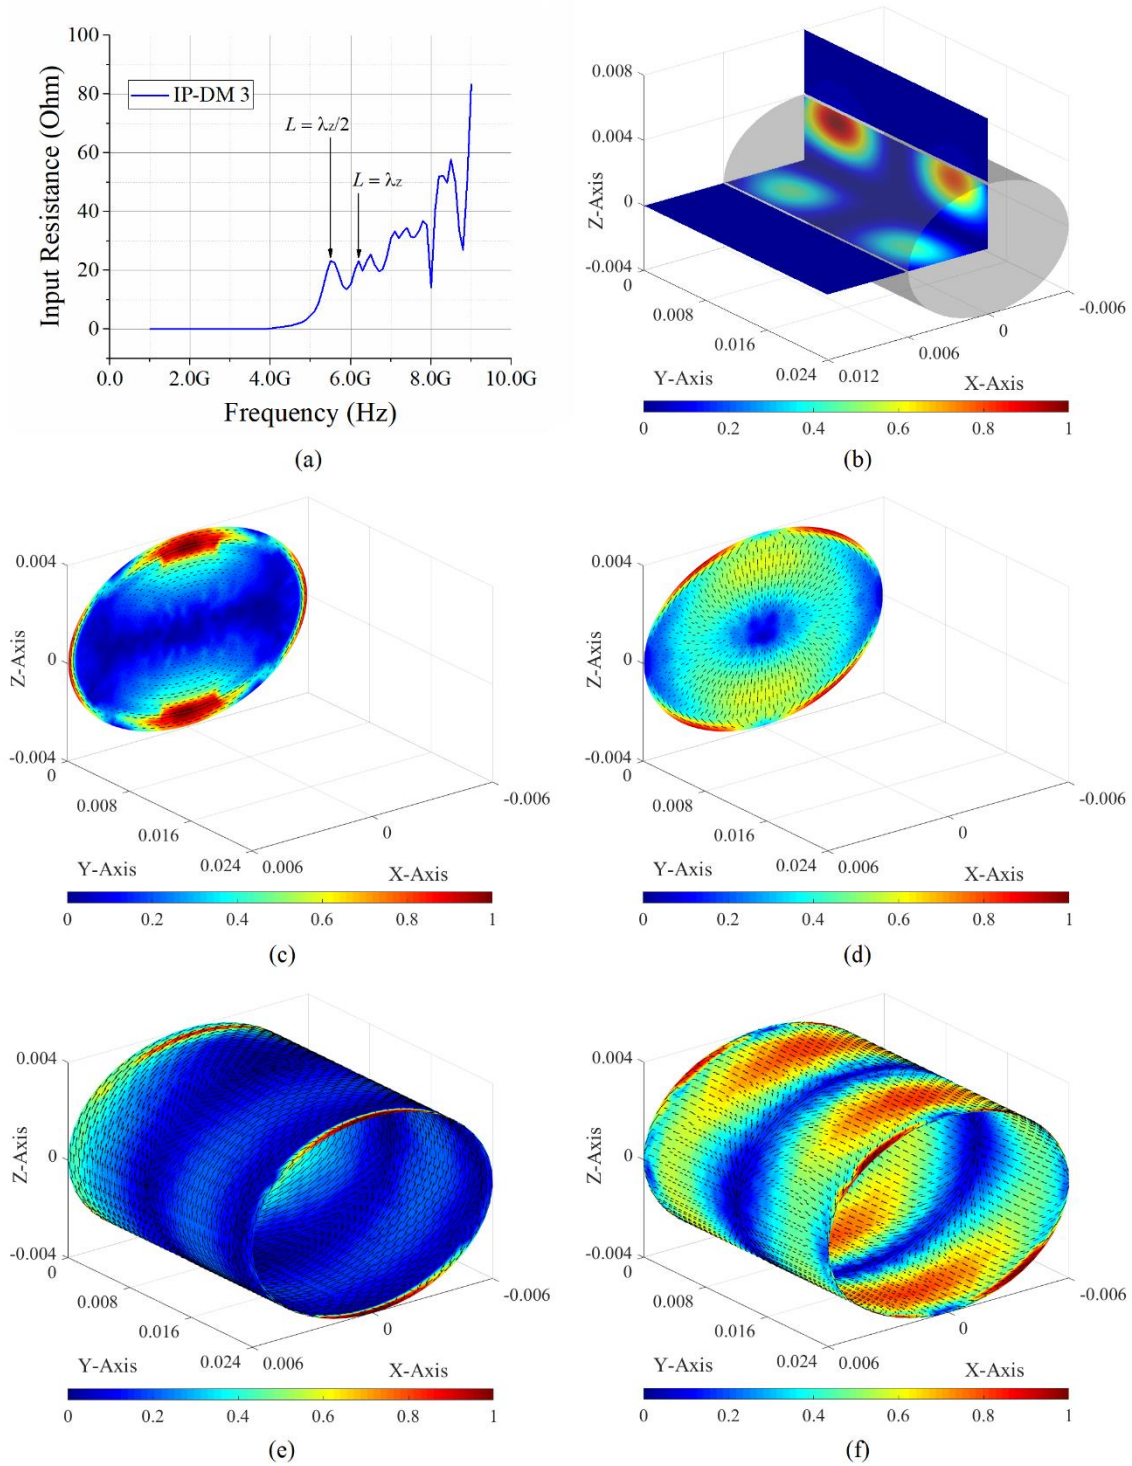 100
80
60
40
20
0
Input Resistance (Ohm)
IP-DM 3
L = λz/2
L = λz
0.0 2.0G 4.0G 6.0G 8.0G 10.0G
Frequency (Hz)
(a)
0.008
0.004
0
-0.004
Z-Axis
0
0.008
0.016
0.024
Y-Axis
0.012
0.006
0
-0.006
X-Axis
0 0.2 0.4 0.6 0.8 1
(b)
0.004
0
-0.004
Z-Axis
0
0.008
0.016
0.024
Y-Axis
0.006
0
-0.006
X-Axis
0 0.2 0.4 0.6 0.8 1
(c)
0.004
0
-0.004
Z-Axis
0
0.008
0.016
0.024
Y-Axis
0.006
0
-0.006
X-Axis
0 0.2 0.4 0.6 0.8 1
(d)
0.004
0
-0.004
Z-Axis
0
0.008
0.016
0.024
Y-Axis
0.006
0
-0.006
X-Axis
0 0.2 0.4 0.6 0.8 1
(e)
0.004
0
-0.004
Z-Axis
0
0.008
0.016
0.024
Y-Axis
0.006
0
-0.006
X-Axis
0 0.2 0.4 0.6 0.8 1
(f)